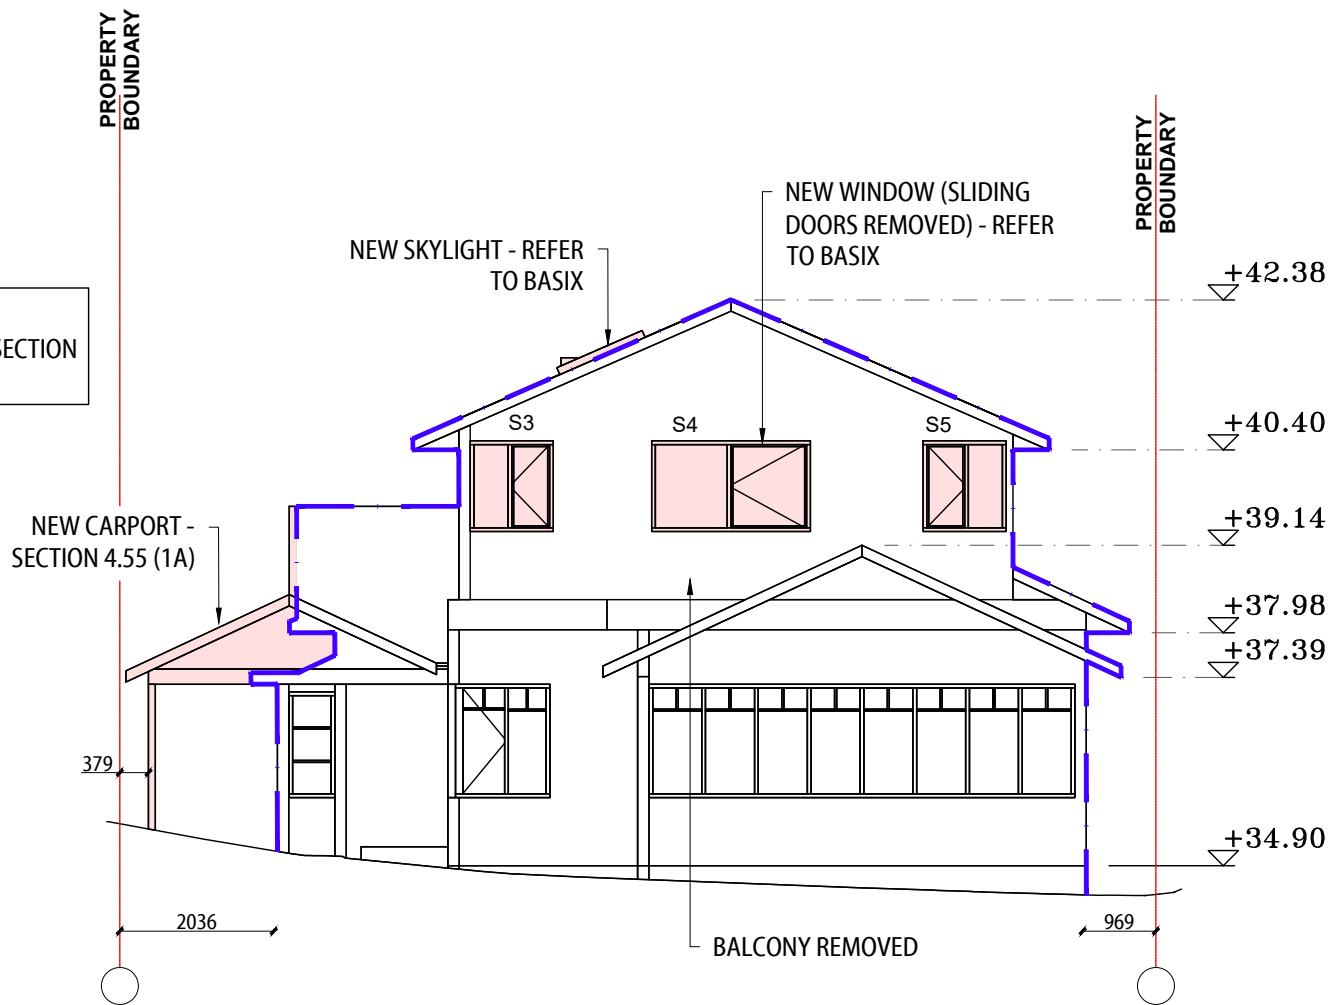 PROPERTY
BOUNDARY
PROPERTY
BOUNDARY
NEW WINDOW (SLIDING
DOORS REMOVED) - REFER
TO BASIX
NEW SKYLIGHT - REFER
TO BASIX
+42.38
SECTION
+40.40
S3
S4
S5
+39.14
NEW CARPORT -
SECTION 4.55 (1A)
+37.98
+37.39
379
+34.90
2036
969
BALCONY REMOVED